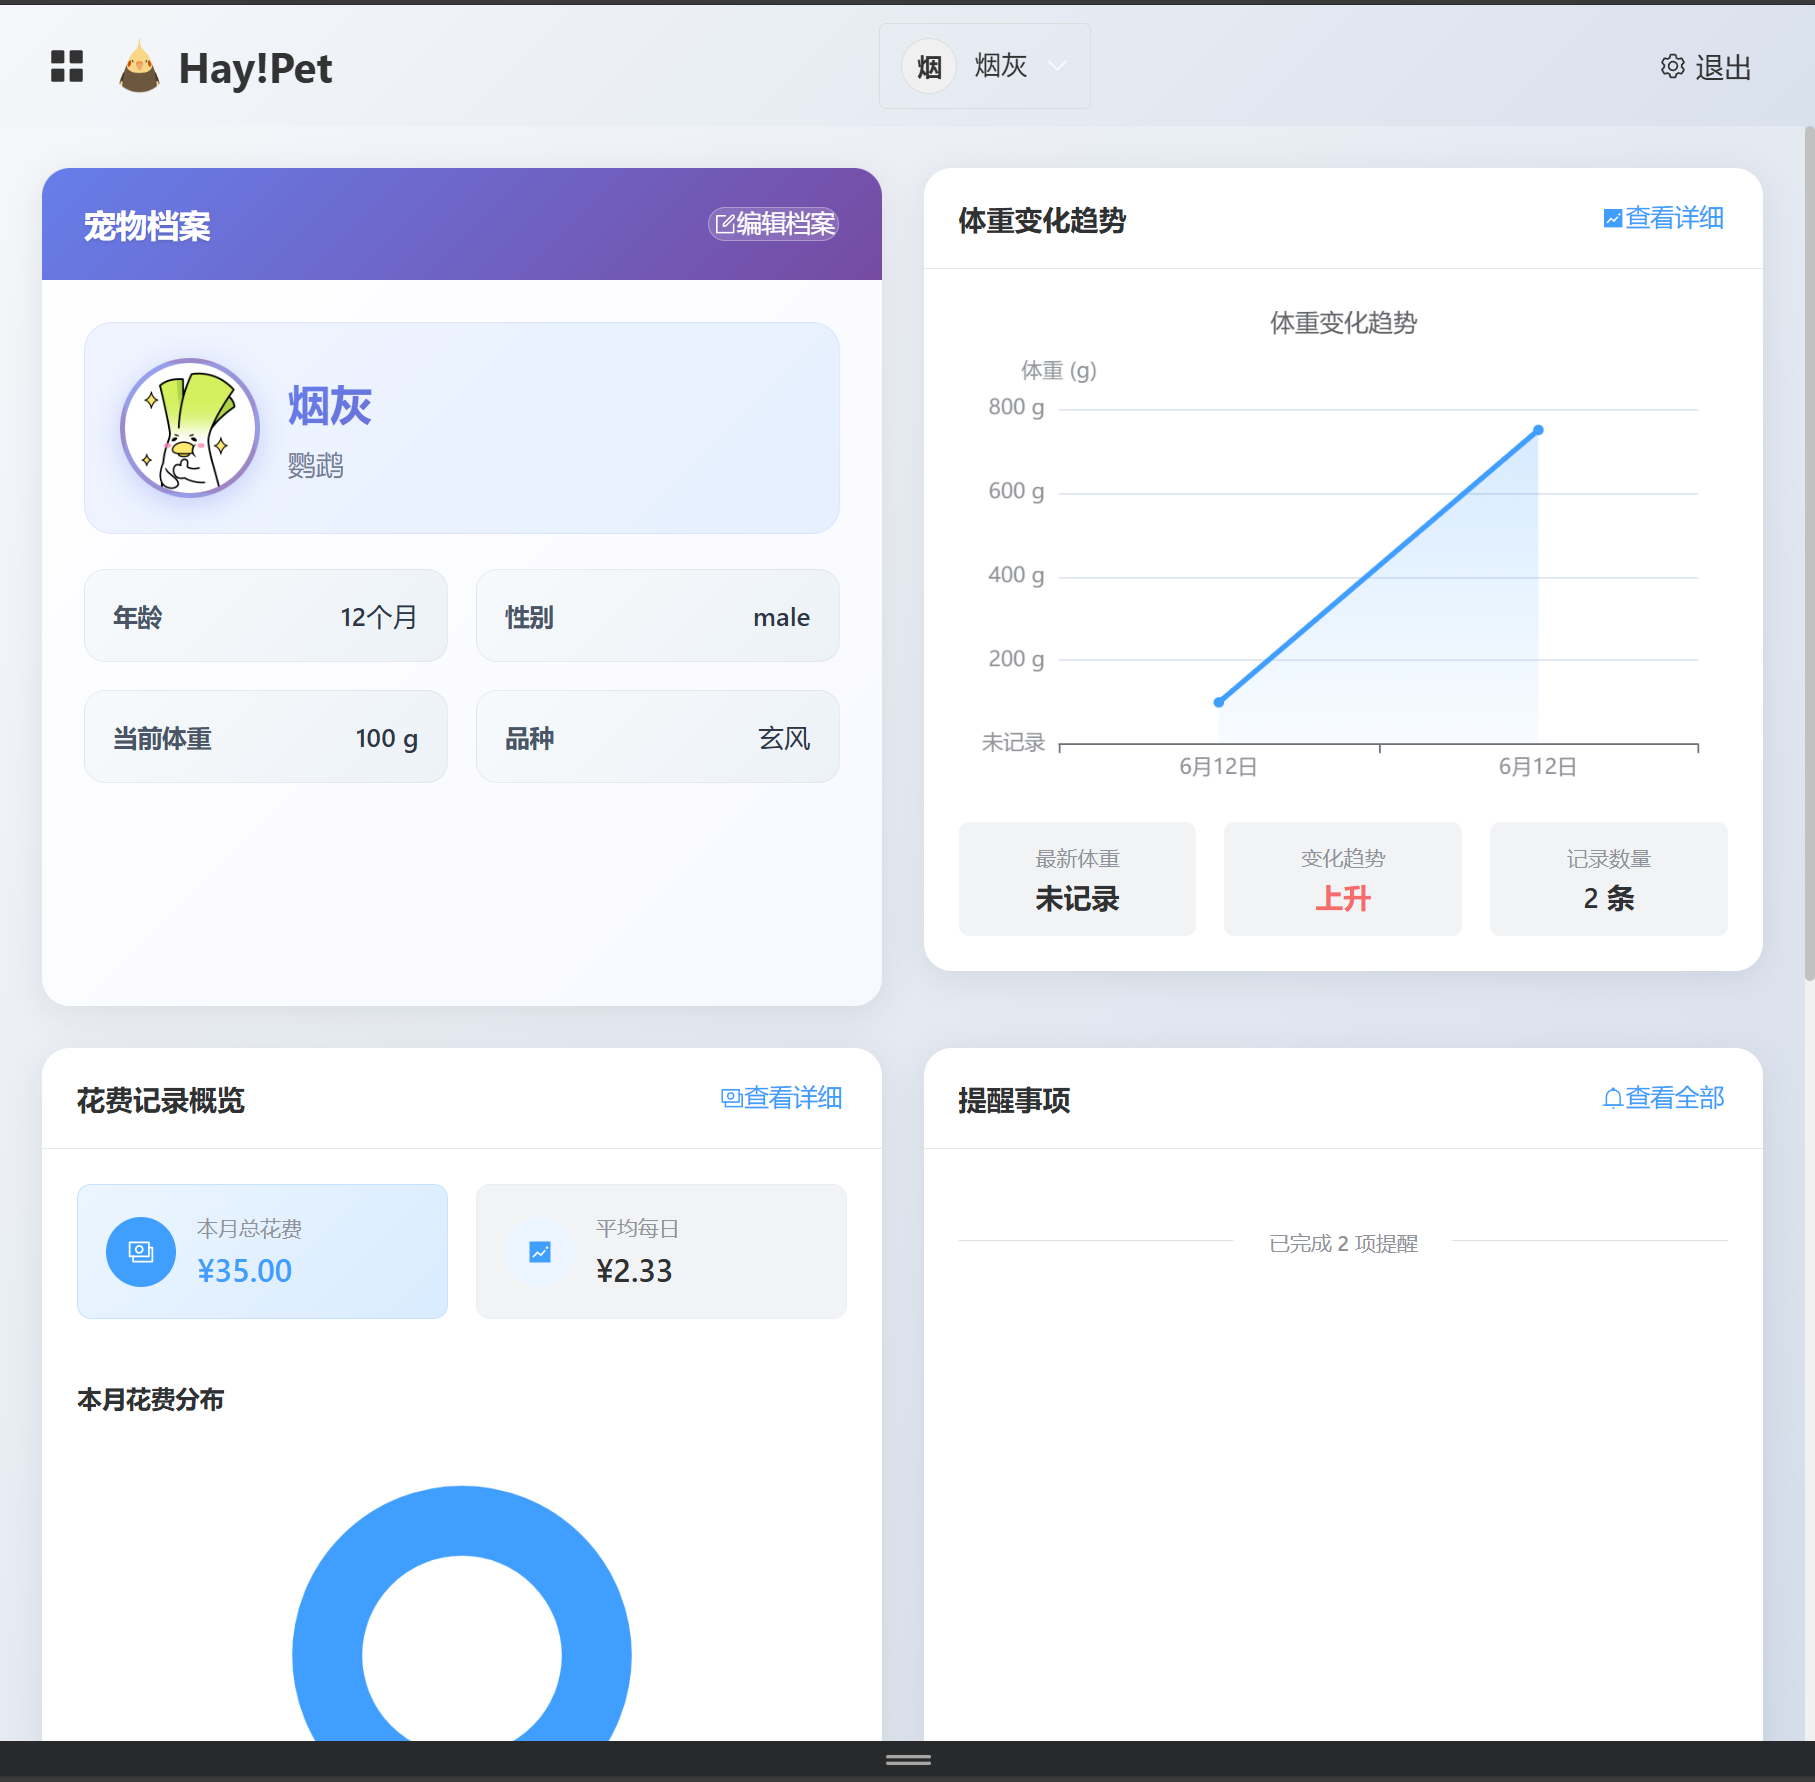 Hay!Pet
烟 烟灰
退出
宠物档案
编辑档案
烟灰
鹦鹉
年龄 12个月
性别 male
当前体重 100 g
品种 玄风
体重变化趋势
查看详细
体重变化趋势
体重 (g)
800 g
600 g
400 g
200 g
未记录
6月12日 6月12日
最新体重
未记录
变化趋势
上升
记录数量
2 条
花费记录概览
查看详细
本月总花费
¥35.00
平均每日
¥2.33
本月花费分布
提醒事项
查看全部
已完成 2 项提醒